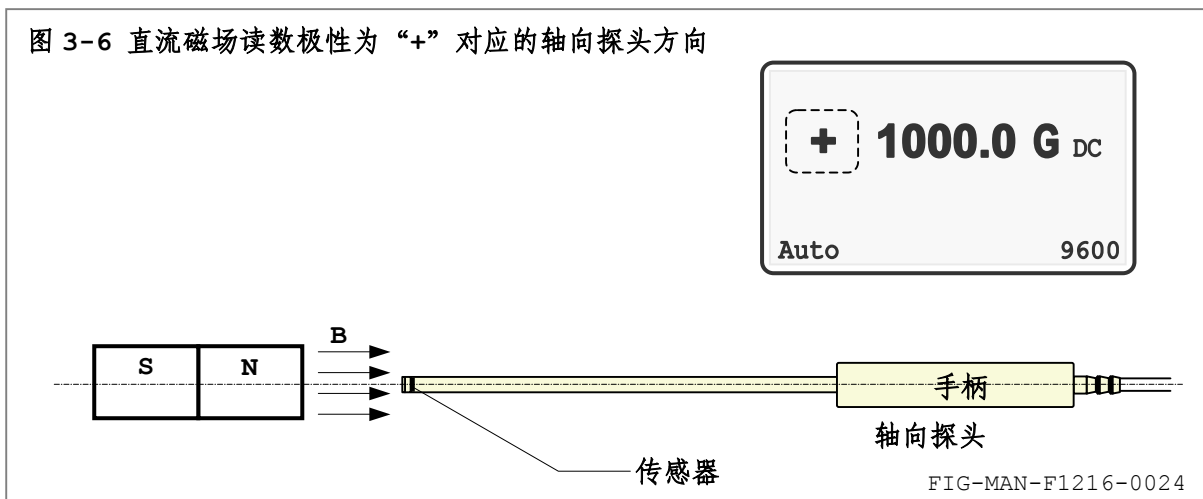 图 3-6 直流磁场读数极性为“+”对应的轴向探头方向
+ 1000.0 G DC
Auto 9600
B
S N
手柄
轴向探头
传感器
FIG-MAN-F1216-0024